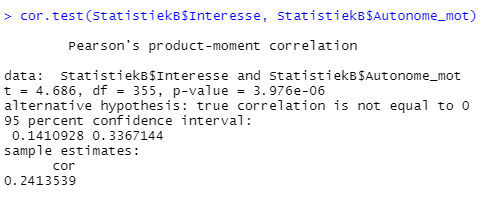 > cor.test(StatistiekB$Interesse, StatistiekB$Autonome_mot)
Pearson's product-moment correlation
data:  StatistiekB$Interesse and StatistiekB$Autonome_mot
t = 4.686, df = 355, p-value = 3.976e-06
alternative hypothesis: true correlation is not equal to 0
95 percent confidence interval:
0.1410928 0.3367144
sample estimates:
cor
0.2413539